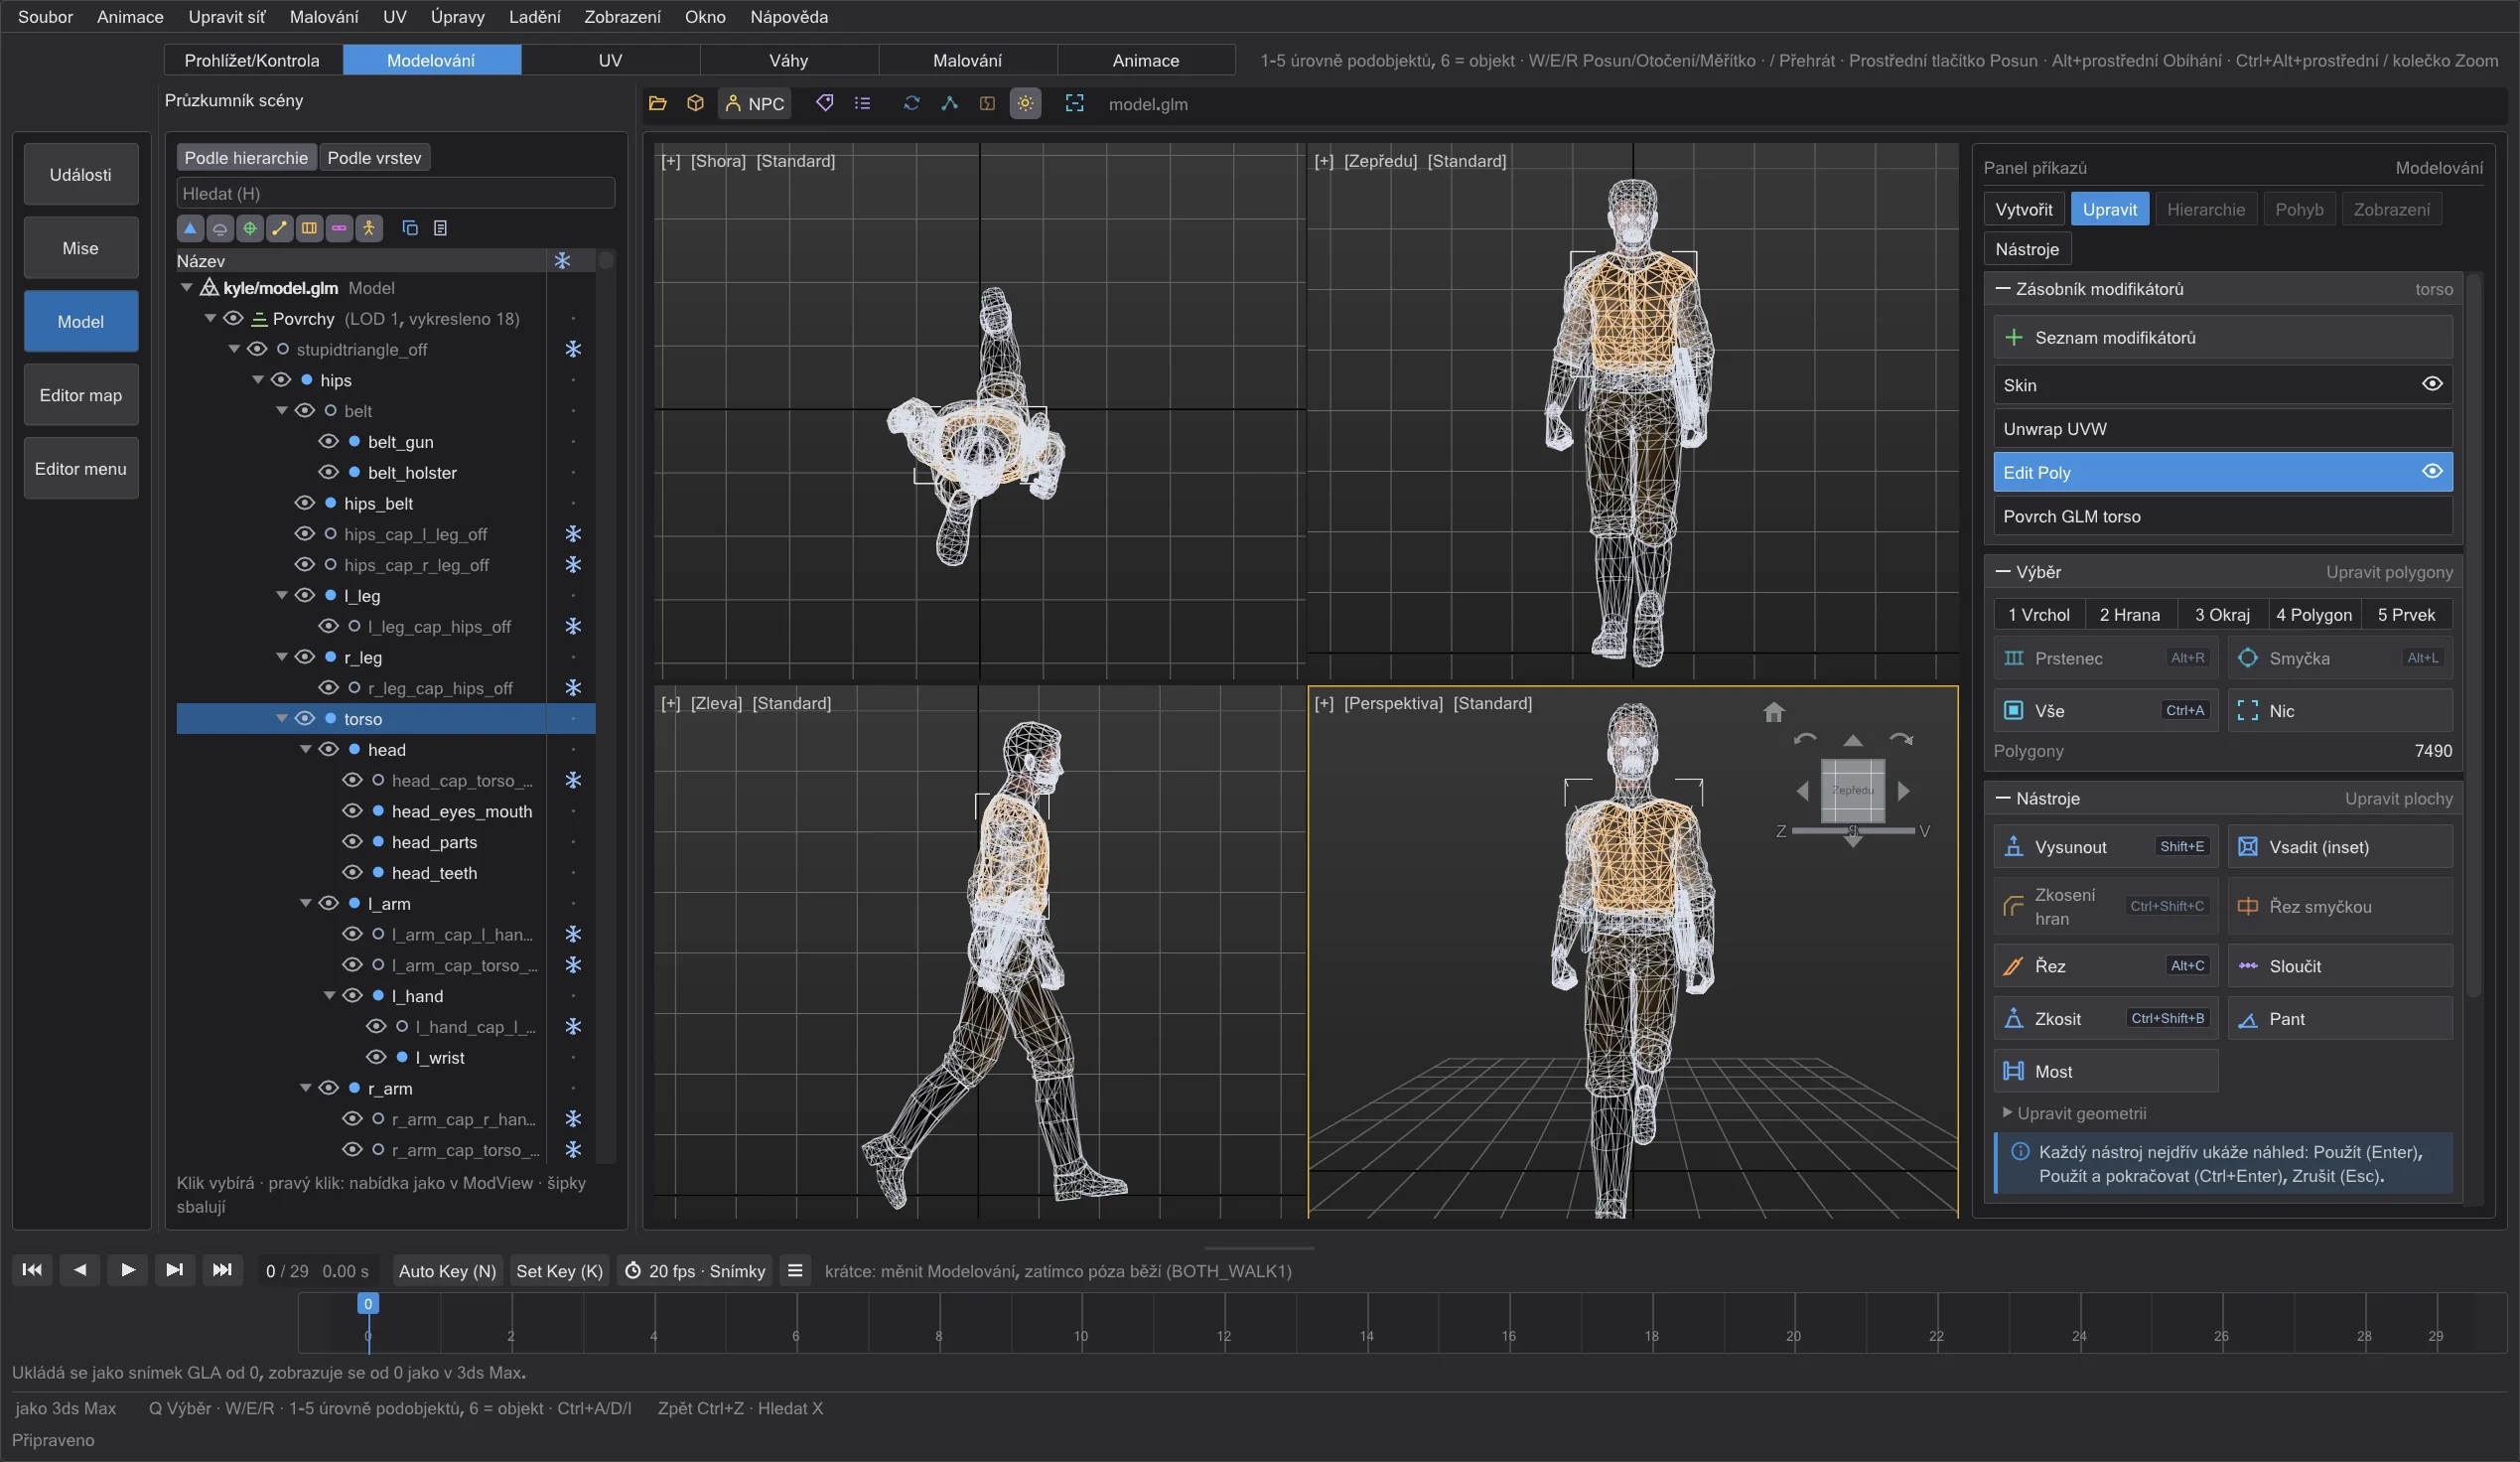 Soubor Animace Upravit síť Malování UV Úpravy Ladění Zobrazení Okno Nápověda
Prohlížet/Kontrola Modelování UV Váhy Malování Animace 1-5 úrovně podobjektů, 6 = objekt · W/E/R Posun/Otočení/Měřítko · / Přehrát · Prostřední tlačítko Posun · Alt+prostřední Obíhání · Ctrl+Alt+prostřední / kolečko Zoom
Průzkumník scény
NPC model.glm
Události
Mise
Model
Editor map
Editor menu
Podle hierarchie Podle vrstev
Hledat (H)
Název
kyle/model.glm Model
Povrchy (LOD 1, vykresleno 18)
stupidtriangle_off
hips
belt
belt_gun
belt_holster
hips_belt
hips_cap_l_leg_off
hips_cap_r_leg_off
l_leg
l_leg_cap_hips_off
r_leg
r_leg_cap_hips_off
torso
head
head_cap_torso_...
head_eyes_mouth
head_parts
head_teeth
l_arm
l_arm_cap_l_han...
l_arm_cap_torso_...
l_hand
l_hand_cap_l_...
l_wrist
r_arm
r_arm_cap_r_han...
r_arm_cap_torso_...
Klik vybírá · pravý klik: nabídka jako v ModView · šipky
sbalují
[+] [Shora] [Standard]
[+] [Zepředu] [Standard]
[+] [Zleva] [Standard]
[+] [Perspektiva] [Standard]
Zepředu
Z S V
Panel příkazů Modelování
Vytvořit Upravit Hierarchie Pohyb Zobrazení
Nástroje
Zásobník modifikátorů torso
Seznam modifikátorů
Skin
Unwrap UVW
Edit Poly
Povrch GLM torso
Výběr Upravit polygony
1 Vrchol 2 Hrana 3 Okraj 4 Polygon 5 Prvek
Prstenec Alt+R Smyčka Alt+L
Vše Ctrl+A Nic
Polygony 7490
Nástroje Upravit plochy
Vysunout Shift+E Vsadit (inset)
Zkosení
hran Ctrl+Shift+C Řez smyčkou
Řez Alt+C Sloučit
Zkosit Ctrl+Shift+B Pant
Most
Upravit geometrii
Každý nástroj nejdřív ukáže náhled: Použít (Enter),
Použít a pokračovat (Ctrl+Enter), Zrušit (Esc).
0 / 29 0.00 s Auto Key (N) Set Key (K) 20 fps · Snímky krátce: měnit Modelování, zatímco póza běží (BOTH_WALK1)
0
0 2 4 6 8 10 12 14 16 18 20 22 24 26 28 29
Ukládá se jako snímek GLA od 0, zobrazuje se od 0 jako v 3ds Max.
jako 3ds Max Q Výběr · W/E/R · 1-5 úrovně podobjektů, 6 = objekt · Ctrl+A/D/I Zpět Ctrl+Z · Hledat X
Připraveno